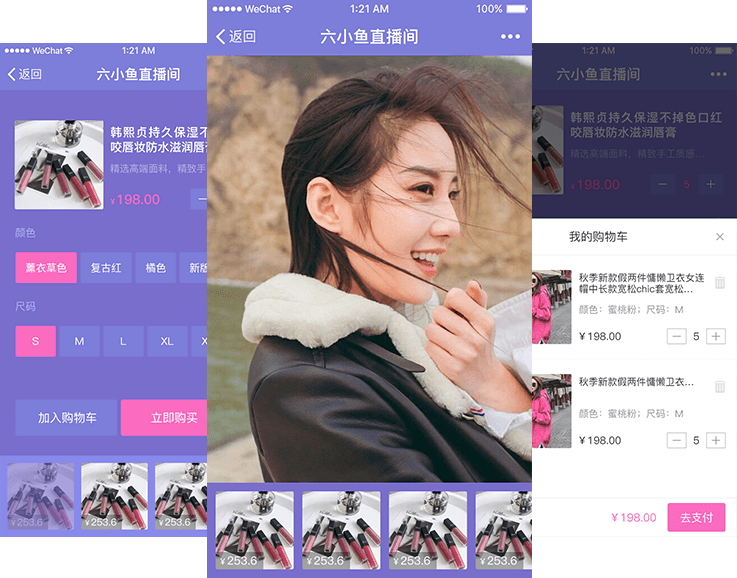 WeChat 1:21 AM
返回 六小鱼直播间
韩熙贞持久保湿不
咬唇妆防水滋润唇膏
精选高端面料，精致手工
¥198.00
颜色
薰衣草色 复古红 橘色 新版
尺码
S M L XL X
加入购物车 立即购买
¥253.6 ¥253.6 ¥253.6
WeChat 1:21 AM 100%
返回 六小鱼直播间
¥253.6 ¥253.6 ¥253.6 ¥253.6
1:21 AM 100%
六小鱼直播间
韩熙贞持久保湿不掉色口红
咬唇妆防水滋润唇膏
精选高端面料，精致手工质感...
¥198.00 5
我的购物车
秋季新款假两件慵懒卫衣女连
帽中长款宽松chic套宽松...
颜色：蜜桃粉；尺码：M
¥198.00 5
秋季新款假两件慵懒卫衣...
颜色：蜜桃粉；尺码：M
¥198.00 5
¥198.00 去支付